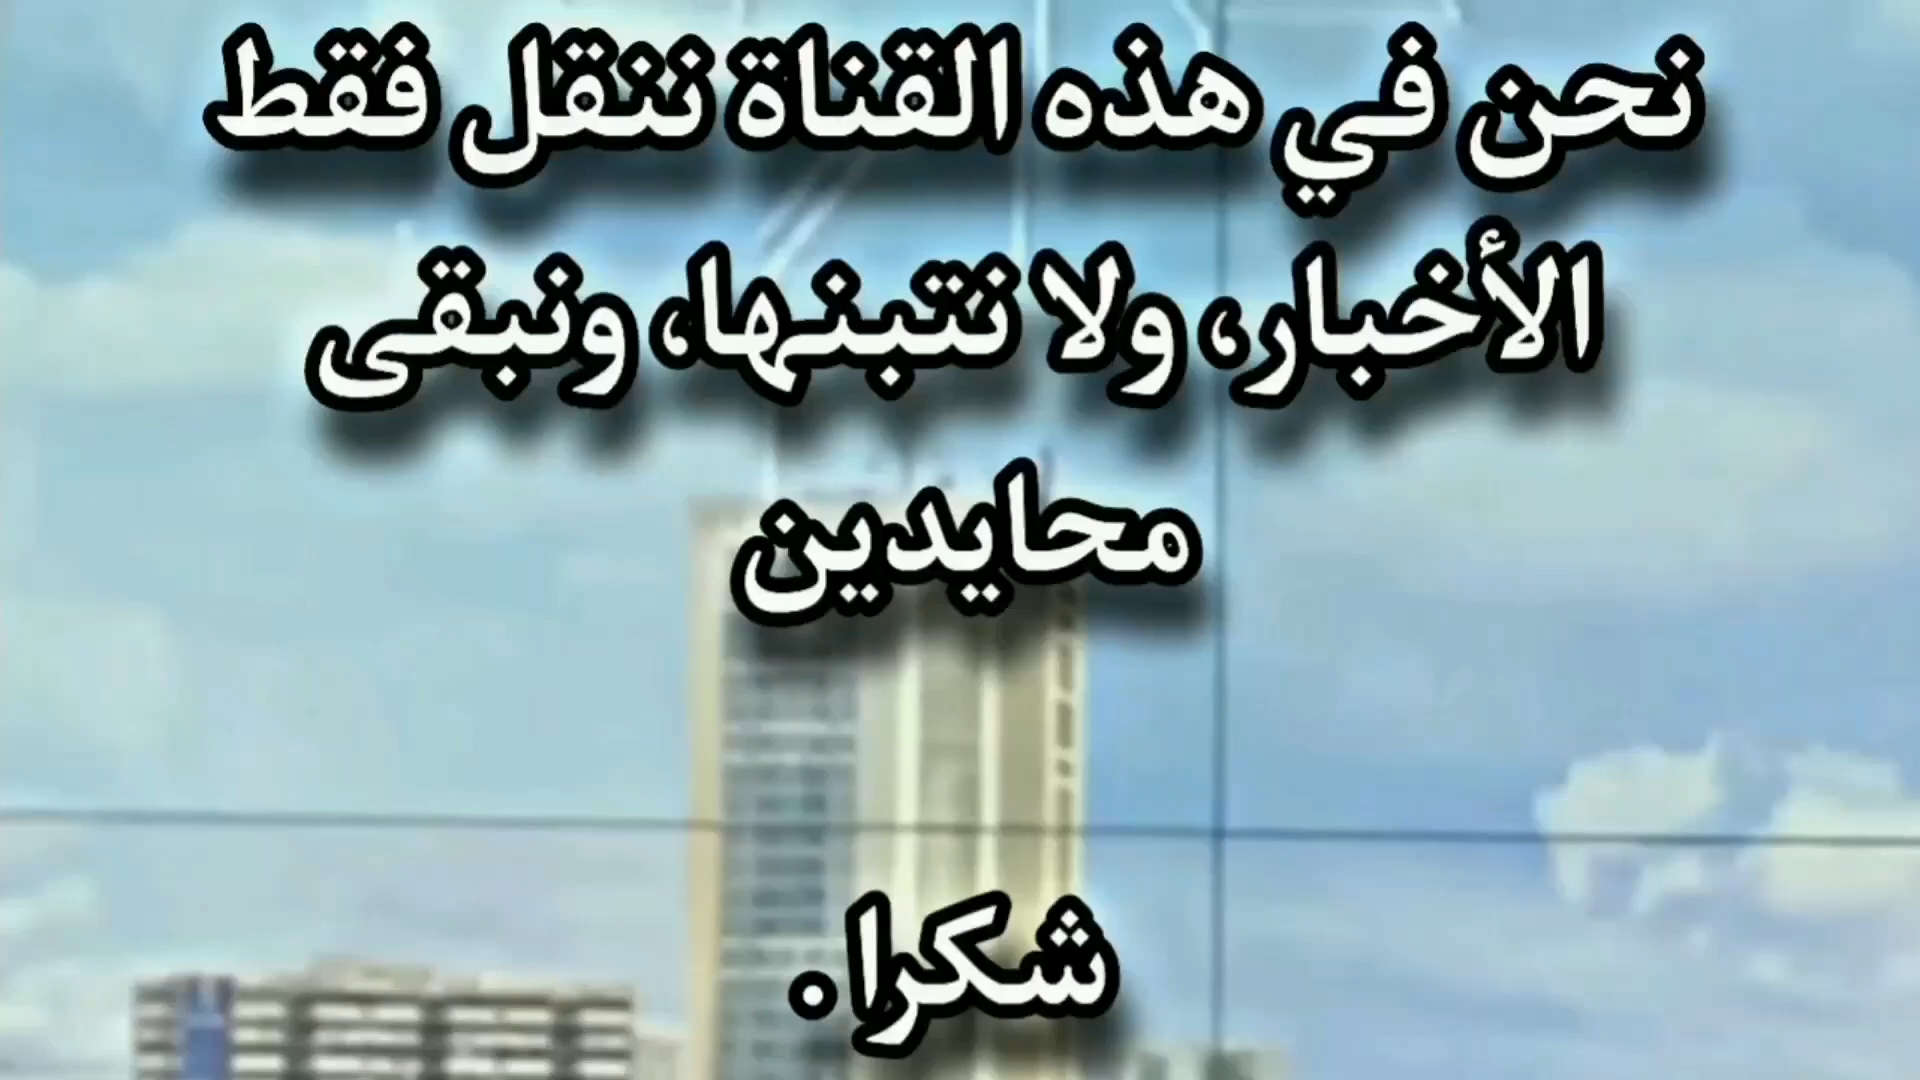 نحن في هذه القناة ننقل فقط
الأخبار، ولا نتبنها، ونبقى
محايدين
شكرا.